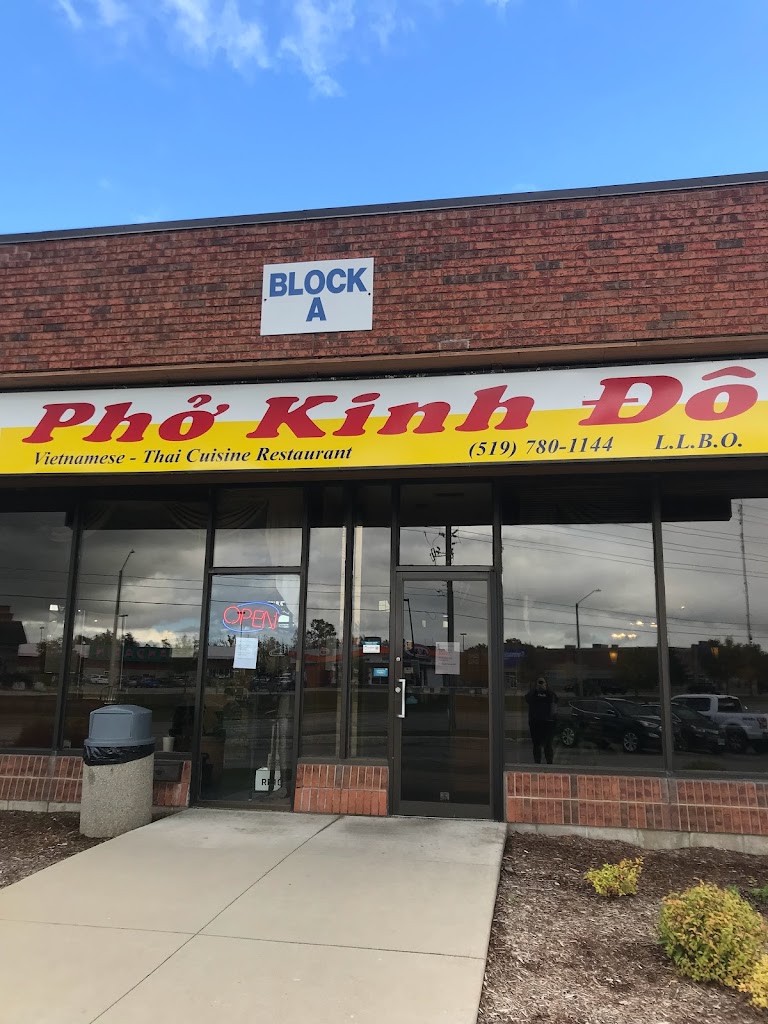 BLOCK
A
Phở Kinh Đô
Vietnamese - Thai Cuisine Restaurant (519) 780-1144 L.L.B.O.
OPEN